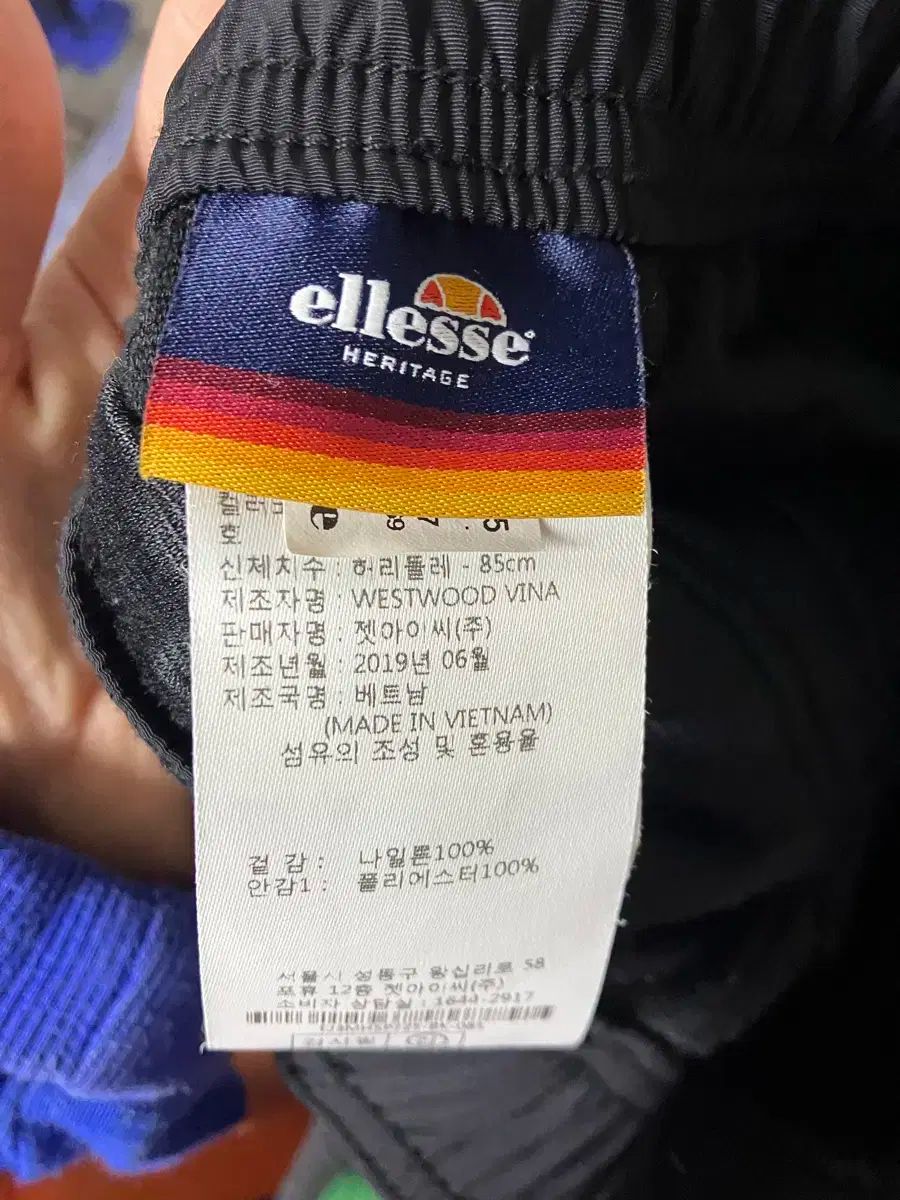 ellesse
HERITAGE
컬러
호
신체치수 : 허리둘레 - 85cm
제조자명 : WESTWOOD VINA
판매자명 : 젯아이씨(주)
제조년월 : 2019년 06월
제조국명 : 베트남
(MADE IN VIETNAM)
섬유의 조성 및 혼용율
겉 감 : 나일론100%
안감1 : 폴리에스터100%
서울시 성동구 왕십리로 58
포휴 12층 젯아이씨(주)
소비자 상담실 : 1644-2917